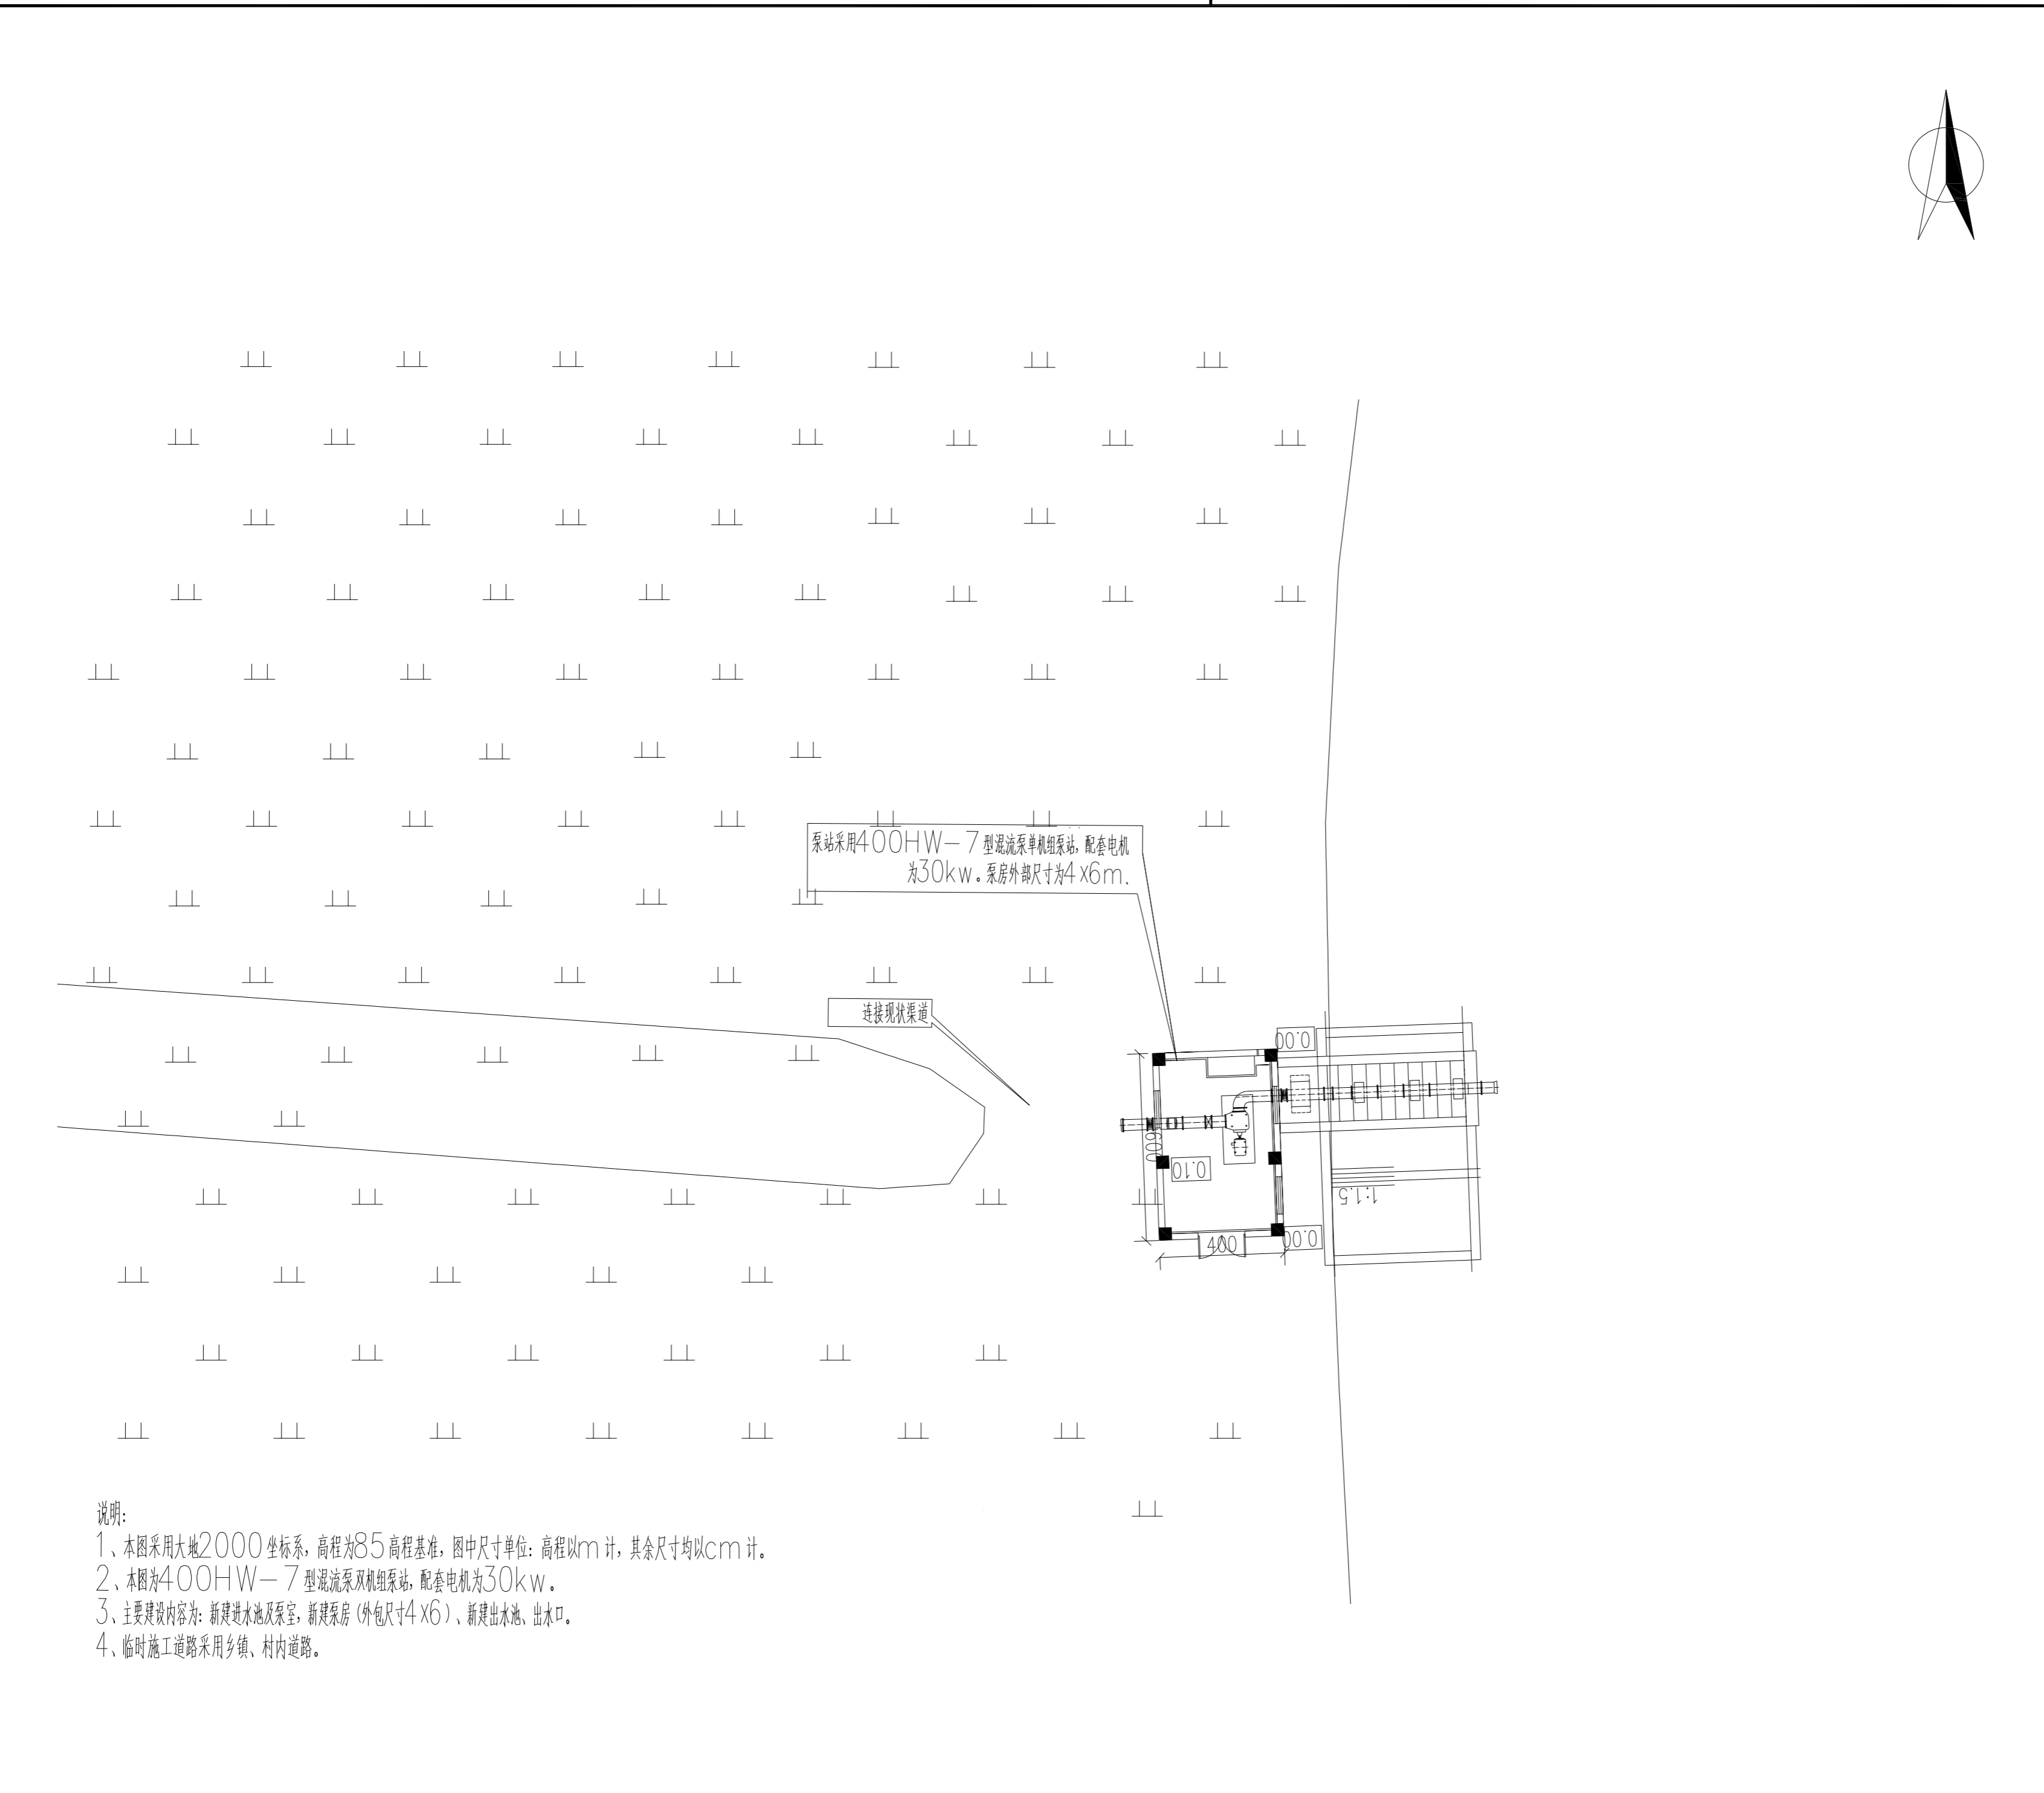 泵站采用400HW-7型混流泵单机组泵站，配套电机
为30kw。泵房外部尺寸为4x6m.
连接现状渠道
0.00
600
0.10
1:1.5
400
0.00
说明：
1、本图采用大地2000坐标系，高程为85高程基准，图中尺寸单位：高程以m计，其余尺寸均以cm计。
2、本图为400HW-7型混流泵双机组泵站，配套电机为30kw。
3、主要建设内容为：新建进水池及泵室，新建泵房（外包尺寸4x6）、新建出水池、出水口。
4、临时施工道路采用乡镇、村内道路。